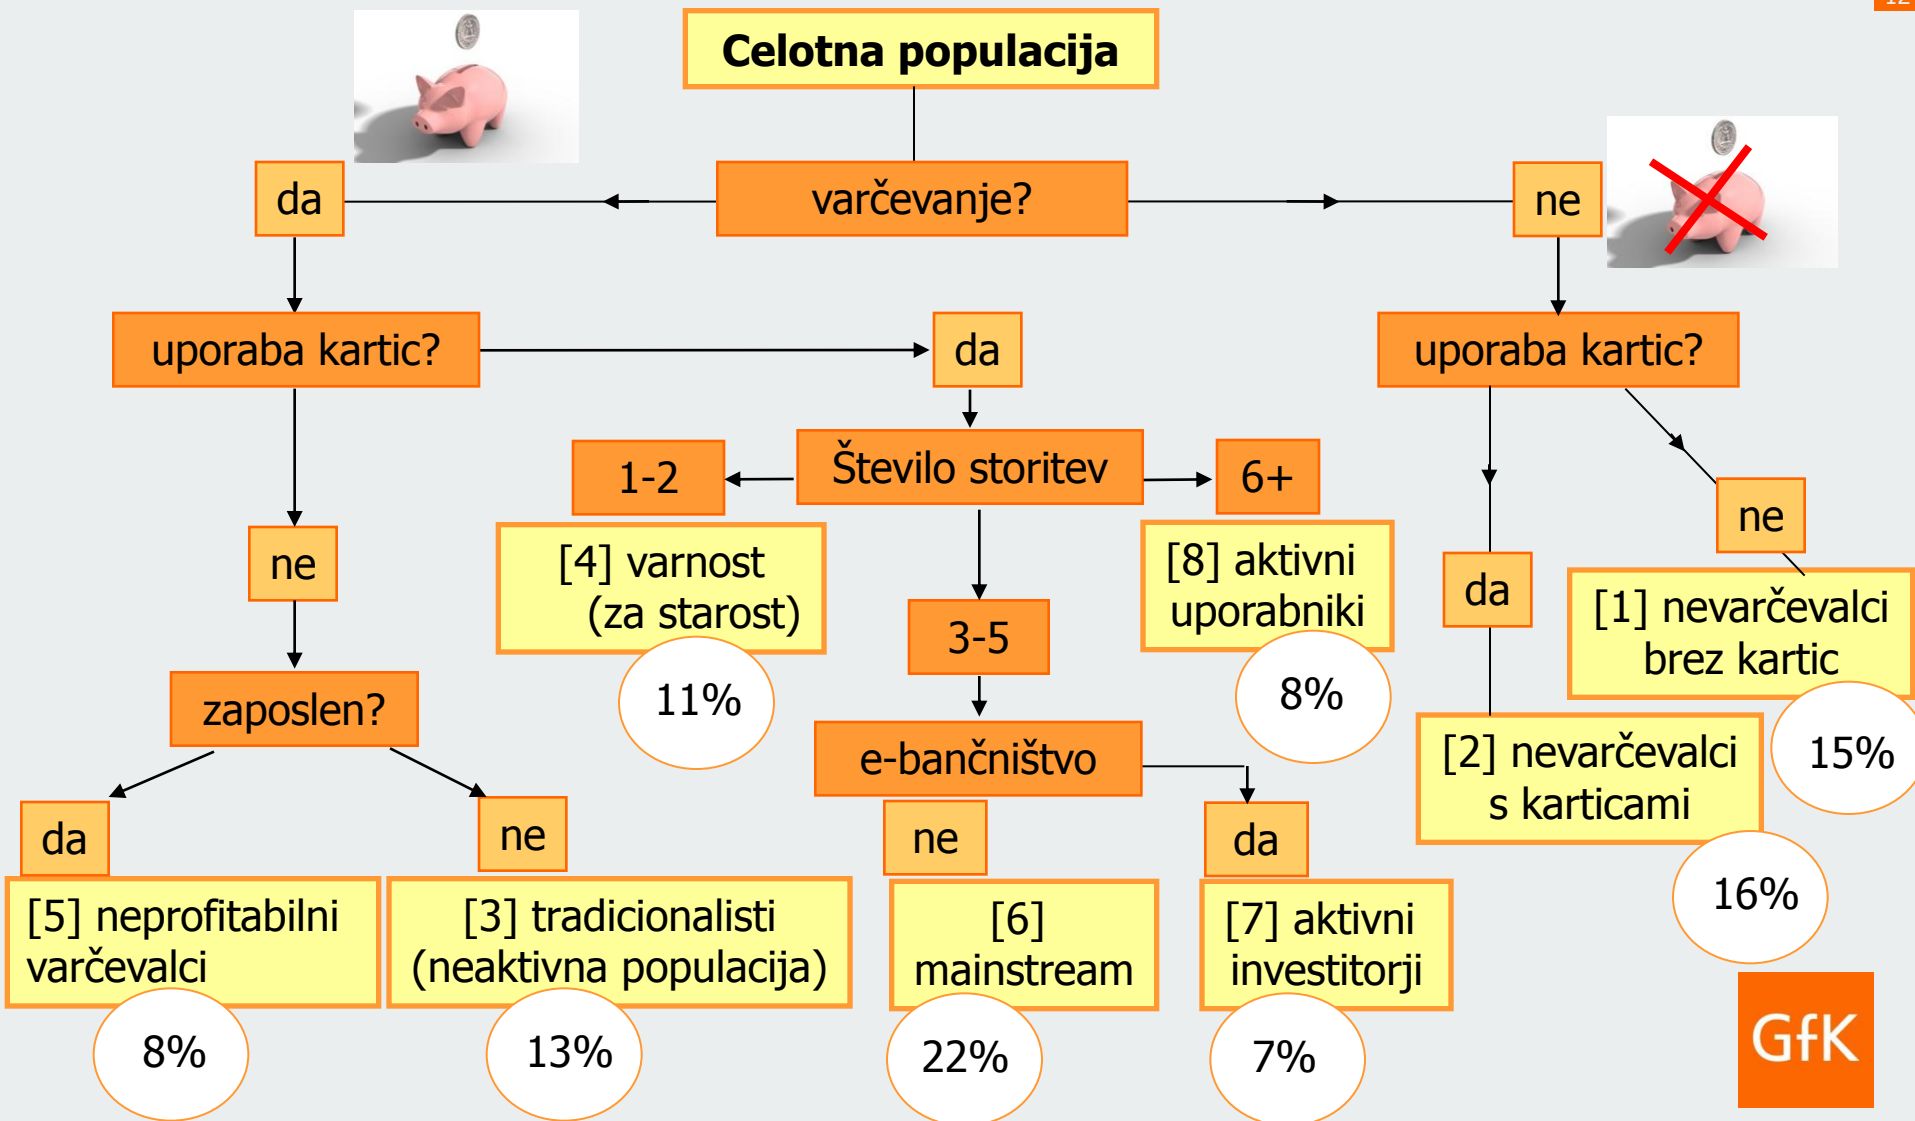 12
Celotna populacija
da
varčevanje?
ne
uporaba kartic?
da
uporaba kartic?
1-2
Število storitev
6+
ne
ne
[4] varnost
(za starost)
[8] aktivni
uporabniki
da
[1] nevarčevalci
brez kartic
3-5
11%
8%
zaposlen?
e-bančništvo
[2] nevarčevalci
s karticami
15%
da
ne
ne
da
16%
[5] neprofitabilni
varčevalci
[3] tradicionalisti
(neaktivna populacija)
[6]
mainstream
[7] aktivni
investitorji
8%
13%
22%
7%
GfK